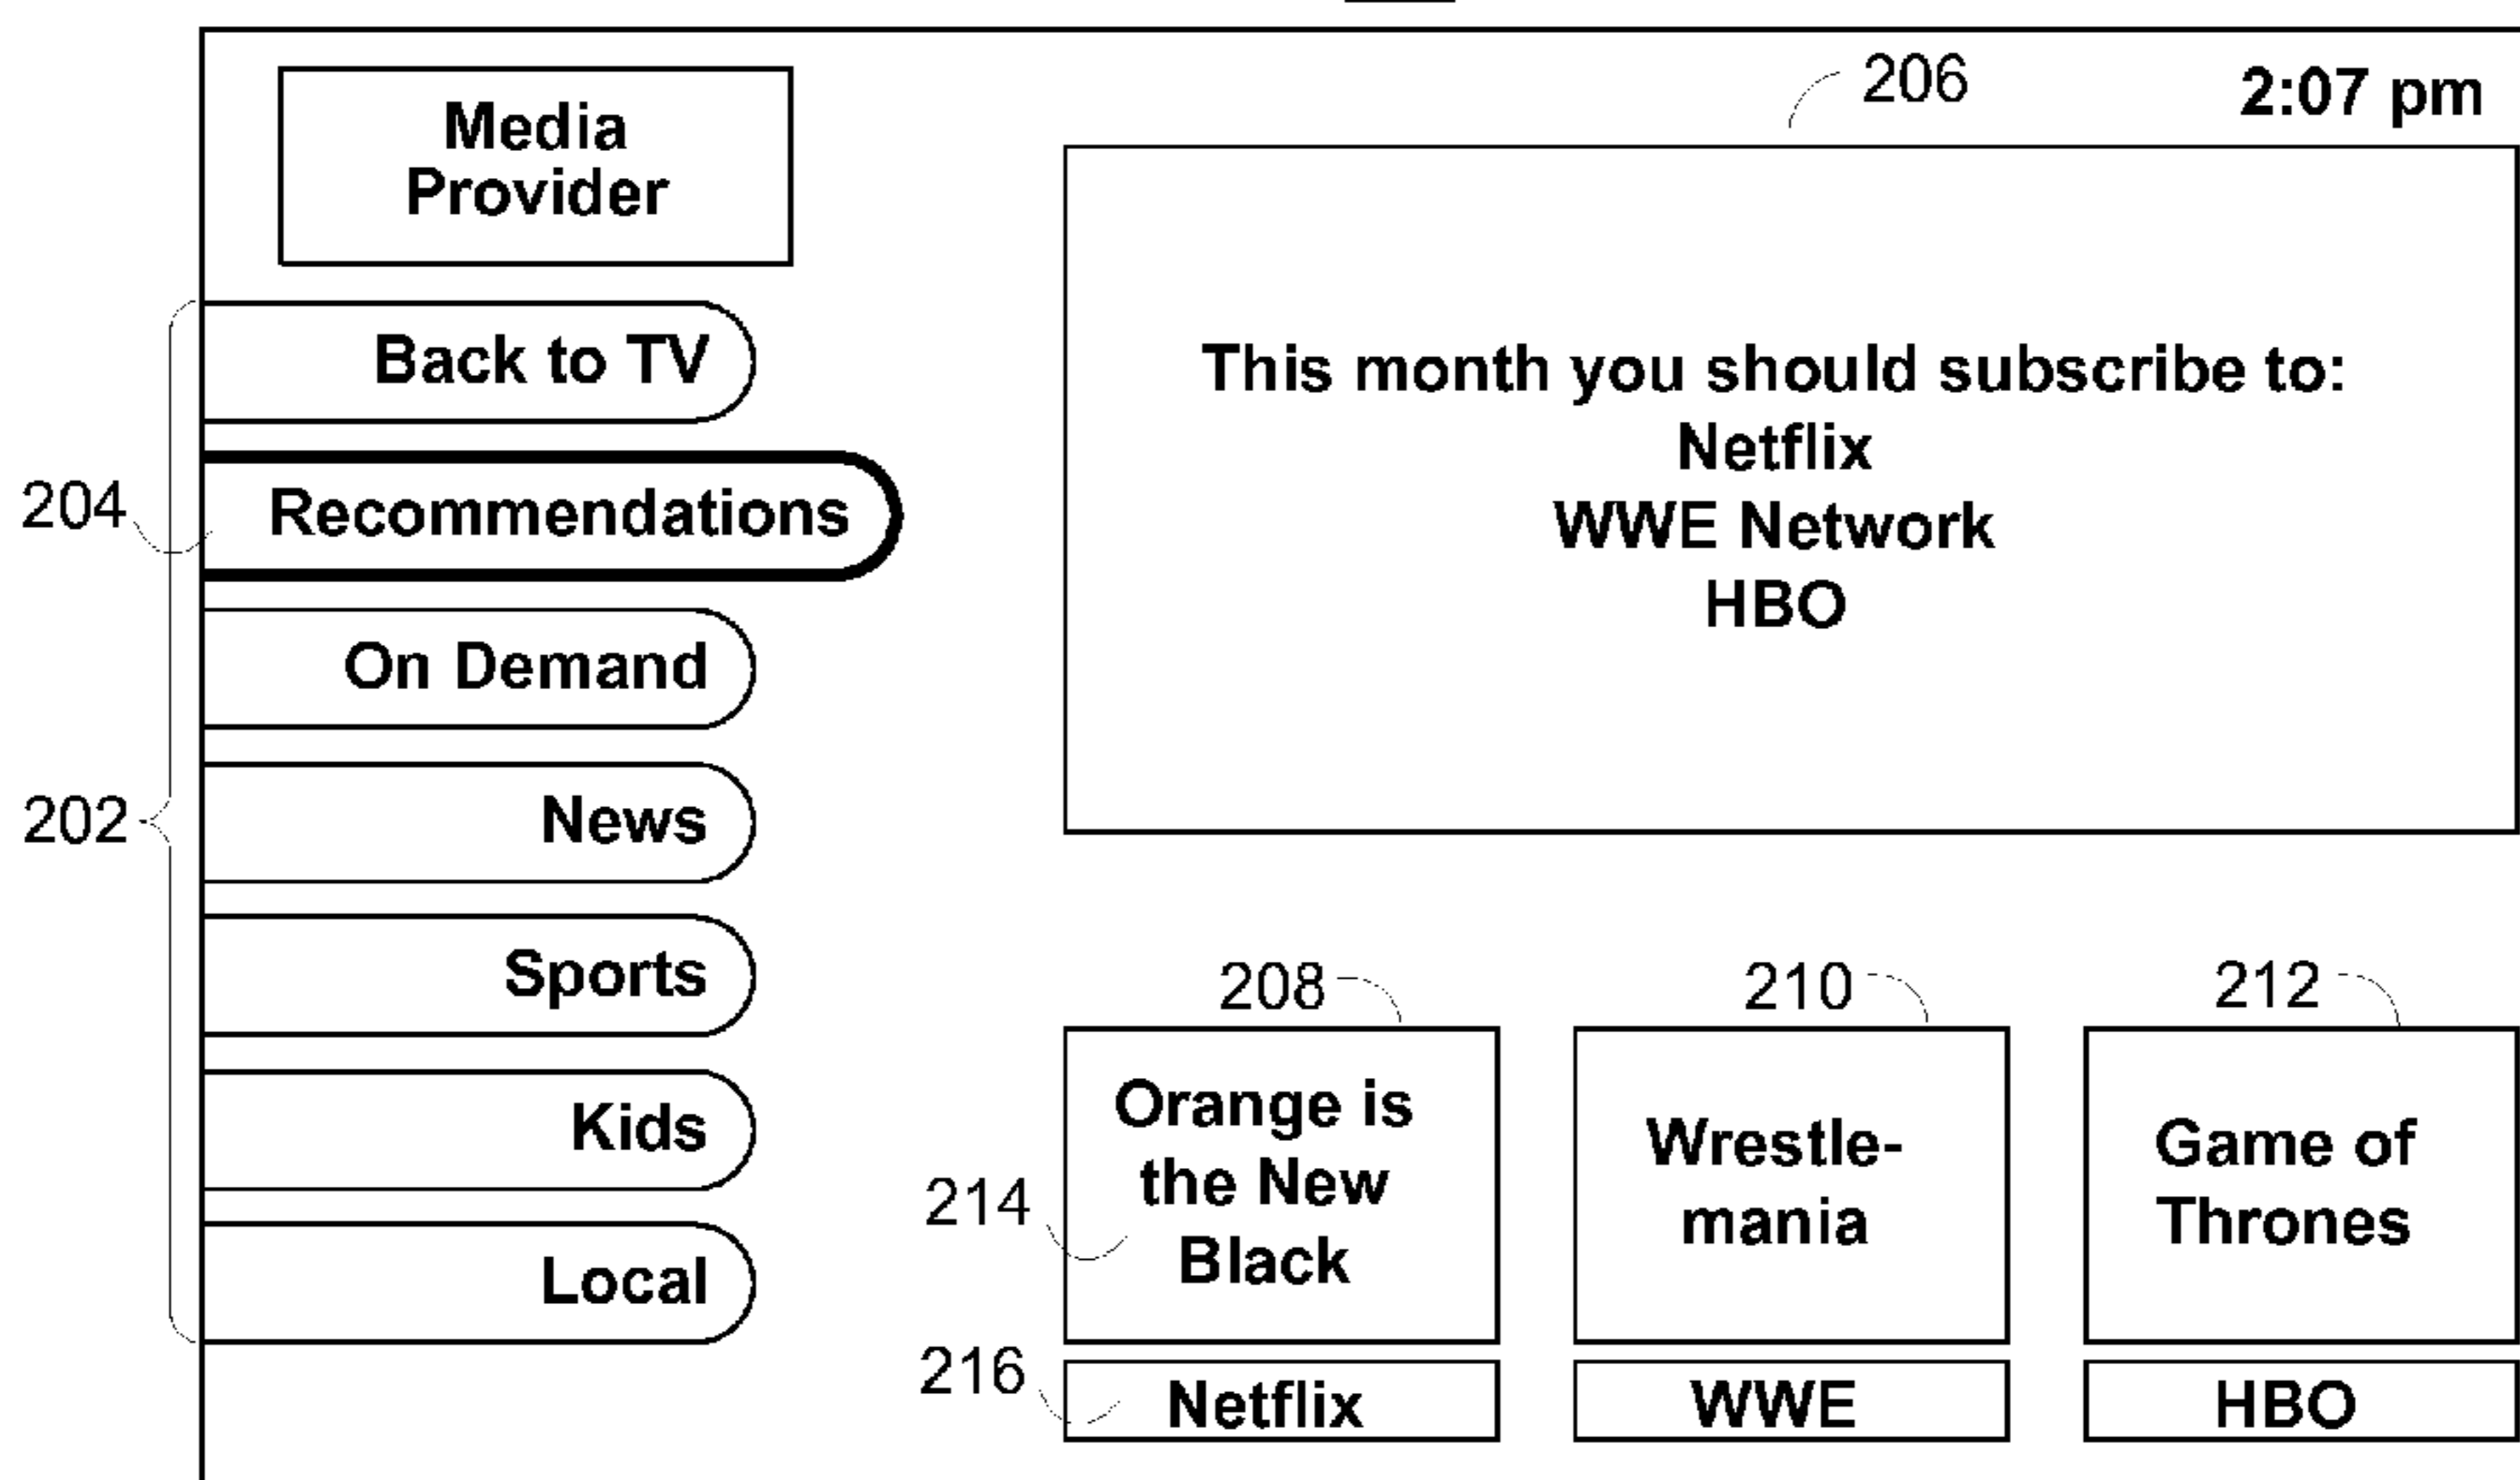 206
2:07 pm
Media
Provider
Back to TV
204
Recommendations
On Demand
202
News
Sports
Kids
Local
This month you should subscribe to:
Netflix
WWE Network
HBO
208
210
212
Orange is
the New
Black
214
Wrestle-
mania
Game of
Thrones
216
Netflix
WWE
HBO